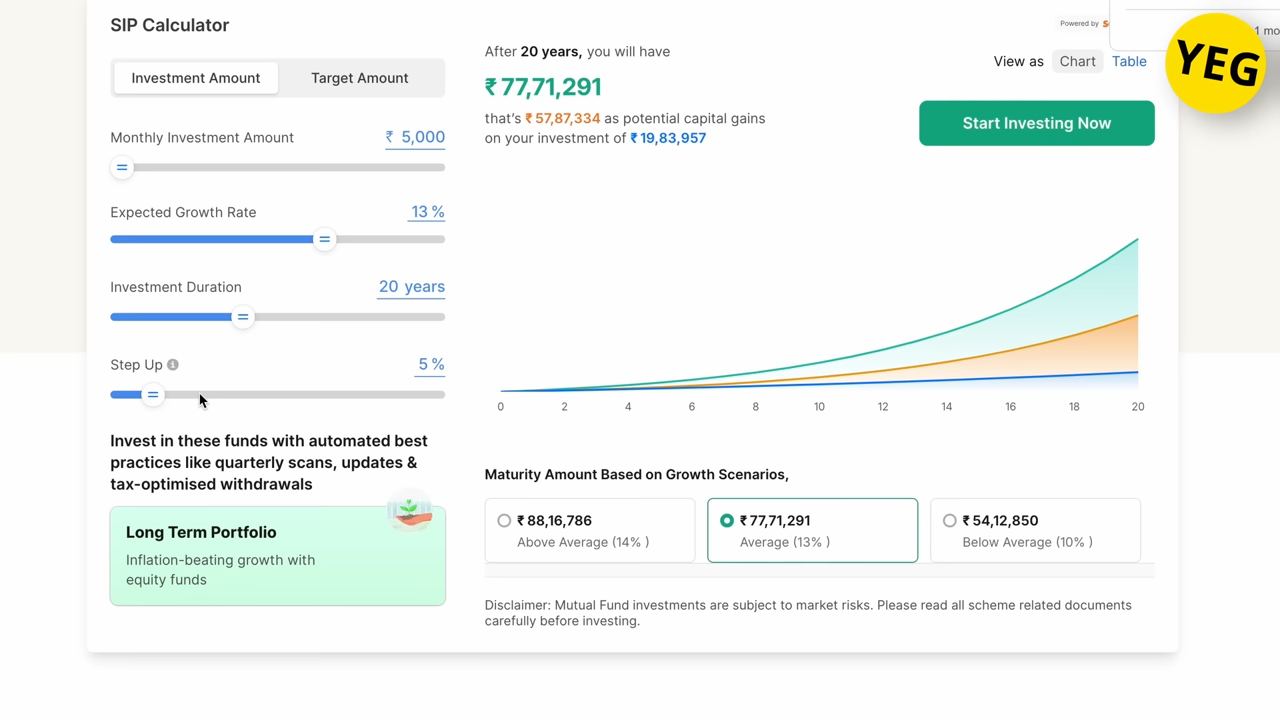 SIP Calculator
Investment Amount
Target Amount
Monthly Investment Amount
₹ 5,000
Expected Growth Rate
13 %
Investment Duration
20 years
Step Up
5 %
Invest in these funds with automated best
practices like quarterly scans, updates &
tax-optimised withdrawals
Long Term Portfolio
Inflation-beating growth with
equity funds
After 20 years, you will have
₹ 77,71,291
that's ₹ 57,87,334 as potential capital gains
on your investment of ₹ 19,83,957
Powered by
1 mo
YEG
View as Chart Table
Start Investing Now
0 2 4 6 8 10 12 14 16 18 20
Maturity Amount Based on Growth Scenarios,
₹ 88,16,786
Above Average (14% )
₹ 77,71,291
Average (13% )
₹ 54,12,850
Below Average (10% )
Disclaimer: Mutual Fund investments are subject to market risks. Please read all scheme related documents
carefully before investing.